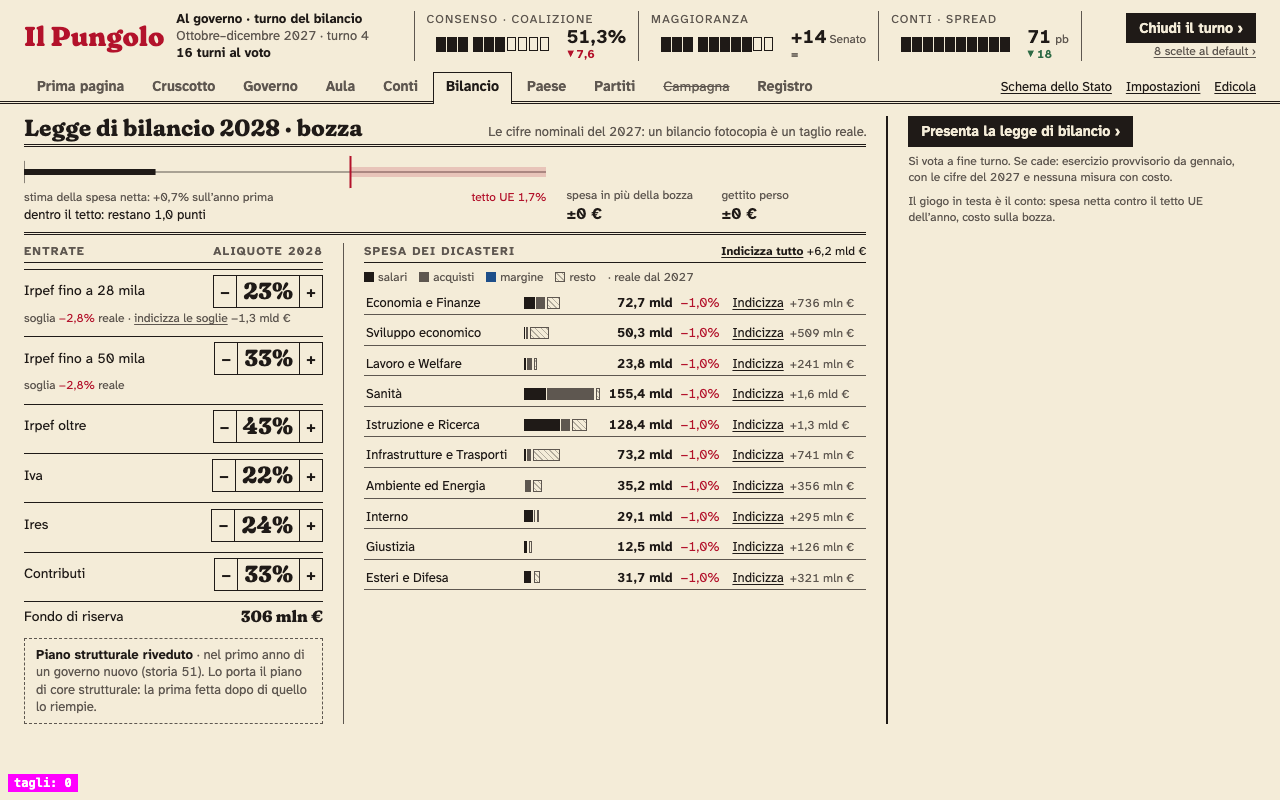 Il Pungolo
Al governo · turno del bilancio
Ottobre–dicembre 2027 · turno 4
16 turni al voto
CONSENSO · COALIZIONE
51,3%
▾ 7,6
MAGGIORANZA
+14 Senato
=
CONTI · SPREAD
71 pb
▾ 18
Chiudi il turno ›
8 scelte al default ›
Prima pagina Cruscotto Governo Aula Conti Bilancio Paese Partiti Campagna Registro
Schema dello Stato Impostazioni Edicola
Legge di bilancio 2028 · bozza
Le cifre nominali del 2027: un bilancio fotocopia è un taglio reale.
stima della spesa netta: +0,7% sull’anno prima
tetto UE 1,7%
dentro il tetto: restano 1,0 punti
spesa in più della bozza
±0 €
gettito perso
±0 €
ENTRATE ALIQUOTE 2028
Irpef fino a 28 mila – 23% +
soglia −2,8% reale · indicizza le soglie −1,3 mld €
Irpef fino a 50 mila – 33% +
soglia −2,8% reale
Irpef oltre – 43% +
Iva – 22% +
Ires – 24% +
Contributi – 33% +
Fondo di riserva 306 mln €
Piano strutturale riveduto · nel primo anno di
un governo nuovo (storia 51). Lo porta il piano
di core strutturale: la prima fetta dopo di quello
lo riempie.
SPESA DEI DICASTERI Indicizza tutto +6,2 mld €
salari acquisti margine resto · reale dal 2027
Economia e Finanze 72,7 mld −1,0% Indicizza +736 mln €
Sviluppo economico 50,3 mld −1,0% Indicizza +509 mln €
Lavoro e Welfare 23,8 mld −1,0% Indicizza +241 mln €
Sanità 155,4 mld −1,0% Indicizza +1,6 mld €
Istruzione e Ricerca 128,4 mld −1,0% Indicizza +1,3 mld €
Infrastrutture e Trasporti 73,2 mld −1,0% Indicizza +741 mln €
Ambiente ed Energia 35,2 mld −1,0% Indicizza +356 mln €
Interno 29,1 mld −1,0% Indicizza +295 mln €
Giustizia 12,5 mld −1,0% Indicizza +126 mln €
Esteri e Difesa 31,7 mld −1,0% Indicizza +321 mln €
Presenta la legge di bilancio ›
Si vota a fine turno. Se cade: esercizio provvisorio da gennaio,
con le cifre del 2027 e nessuna misura con costo.
Il giogo in testa è il conto: spesa netta contro il tetto UE
dell’anno, costo sulla bozza.
tagli: 0